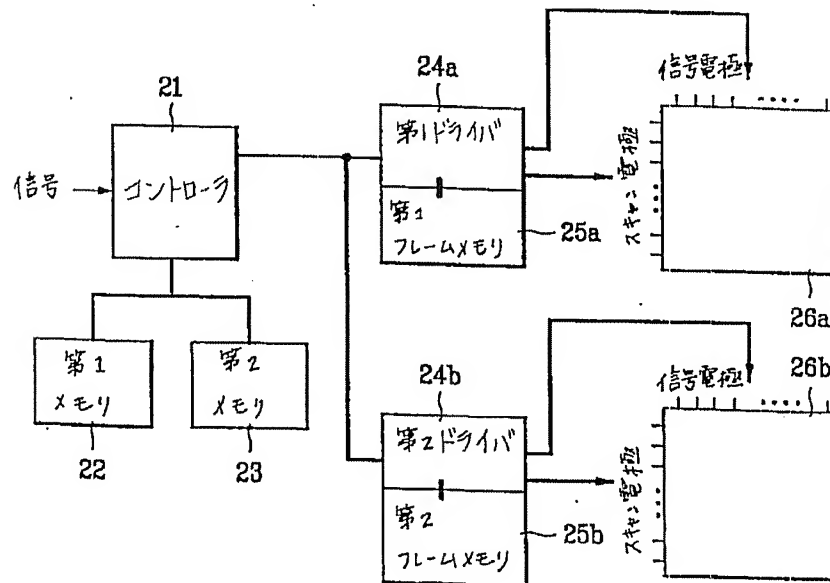 21
信号
コントローラ
第1
メモリ
22
第2
メモリ
23
24a
第1ドライバ
第1
フレームメモリ
25a
信号電極
スキャン電極
26a
24b
第2ドライバ
第2
フレームメモリ
25b
信号電極
スキャン電極
26b